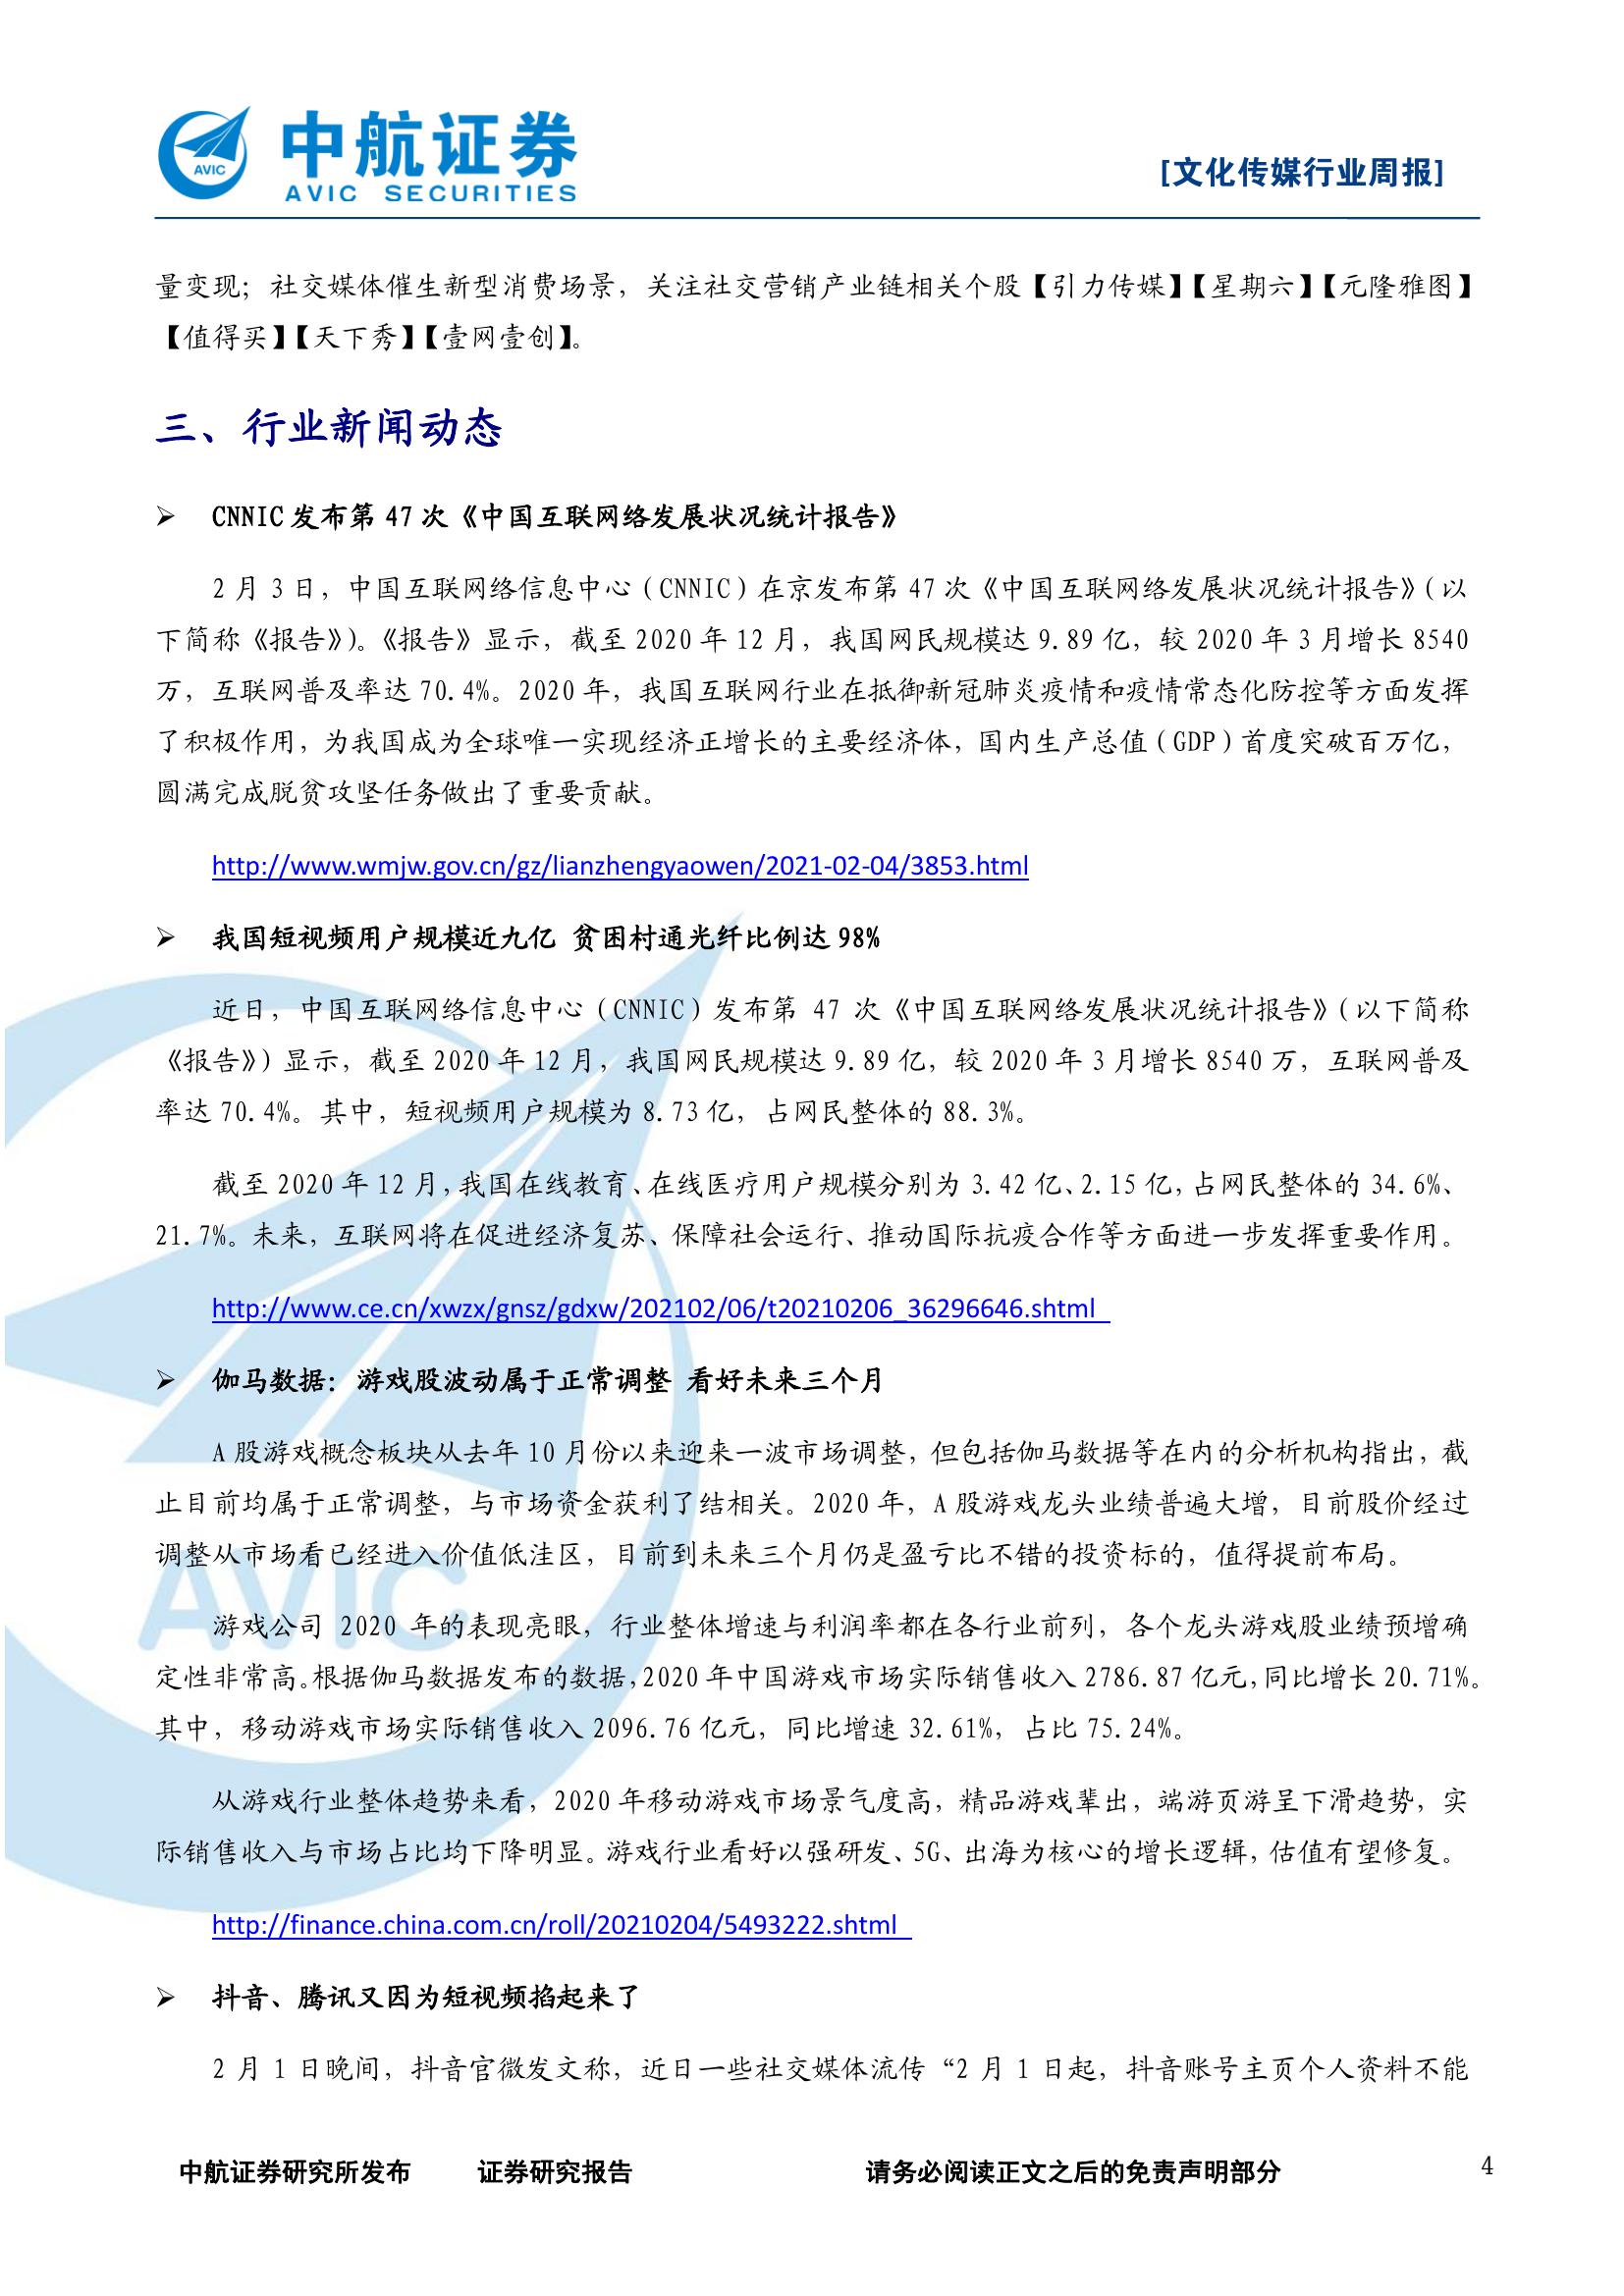 AVIC
中航证券
AVIC SECURITIES
[文化传媒行业周报]
量变现；社交媒体催生新型消费场景，关注社交营销产业链相关个股【引力传媒】【星期六】【元隆雅图】
【值得买】【天下秀】【壹网壹创】。
三、行业新闻动态
➢ CNNIC 发布第 47 次《中国互联网络发展状况统计报告》
2 月 3 日，中国互联网络信息中心（CNNIC）在京发布第 47 次《中国互联网络发展状况统计报告》（以
下简称《报告》）。《报告》显示，截至 2020 年 12 月，我国网民规模达 9.89 亿，较 2020 年 3 月增长 8540
万，互联网普及率达 70.4%。2020 年，我国互联网行业在抵御新冠肺炎疫情和疫情常态化防控等方面发挥
了积极作用，为我国成为全球唯一实现经济正增长的主要经济体，国内生产总值（GDP）首度突破百万亿，
圆满完成脱贫攻坚任务做出了重要贡献。
http://www.wmjw.gov.cn/gz/lianzhengyaowen/2021-02-04/3853.html
➢ 我国短视频用户规模近九亿 贫困村通光纤比例达 98%
近日，中国互联网络信息中心（CNNIC）发布第 47 次《中国互联网络发展状况统计报告》（以下简称
《报告》）显示，截至 2020 年 12 月，我国网民规模达 9.89 亿，较 2020 年 3 月增长 8540 万，互联网普及
率达 70.4%。其中，短视频用户规模为 8.73 亿，占网民整体的 88.3%。
截至 2020 年 12 月，我国在线教育、在线医疗用户规模分别为 3.42 亿、2.15 亿，占网民整体的 34.6%、
21.7%。未来，互联网将在促进经济复苏、保障社会运行、推动国际抗疫合作等方面进一步发挥重要作用。
http://www.ce.cn/xwzx/gnsz/gdxw/202102/06/t20210206_36296646.shtml
➢ 伽马数据：游戏股波动属于正常调整 看好未来三个月
A 股游戏概念板块从去年 10 月份以来迎来一波市场调整，但包括伽马数据等在内的分析机构指出，截
止目前均属于正常调整，与市场资金获利了结相关。2020 年，A 股游戏龙头业绩普遍大增，目前股价经过
调整从市场看已经进入价值低洼区，目前到未来三个月仍是盈亏比不错的投资标的，值得提前布局。
AVIC
游戏公司 2020 年的表现亮眼，行业整体增速与利润率都在各行业前列，各个龙头游戏股业绩预增确
定性非常高。根据伽马数据发布的数据，2020 年中国游戏市场实际销售收入 2786.87 亿元，同比增长 20.71%。
其中，移动游戏市场实际销售收入 2096.76 亿元，同比增速 32.61%，占比 75.24%。
从游戏行业整体趋势来看，2020 年移动游戏市场景气度高，精品游戏辈出，端游页游呈下滑趋势，实
际销售收入与市场占比均下降明显。游戏行业看好以强研发、5G、出海为核心的增长逻辑，估值有望修复。
http://finance.china.com.cn/roll/20210204/5493222.shtml
➢ 抖音、腾讯又因为短视频掐起来了
2 月 1 日晚间，抖音官微发文称，近日一些社交媒体流传“2 月 1 日起，抖音账号主页个人资料不能
中航证券研究所发布 证券研究报告 请务必阅读正文之后的免责声明部分 4